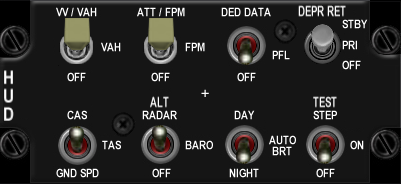 VV / VAH
ATT / FPM
DED DATA
DEPR RET
STBY
VAH
FPM
PFL
PRI
OFF
OFF
OFF
OFF
HUD
CAS
ALT
RADAR
DAY
TEST
STEP
TAS
BARO
AUTO
BRT
ON
GND SPD
OFF
NIGHT
OFF